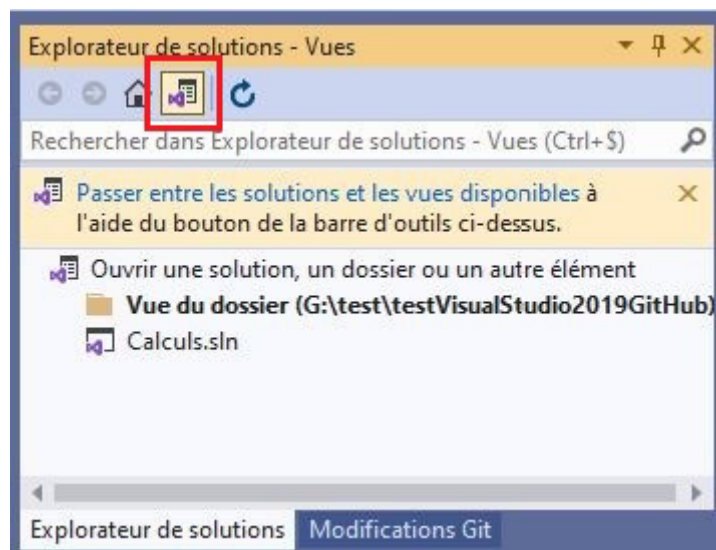 Explorateur de solutions - Vues
Rechercher dans Explorateur de solutions - Vues (Ctrl+$)
Passer entre les solutions et les vues disponibles à
l'aide du bouton de la barre d'outils ci-dessus.
Ouvrir une solution, un dossier ou un autre élément
Vue du dossier (G:\test\testVisualStudio2019GitHub)
Calculs.sln
Explorateur de solutions Modifications Git